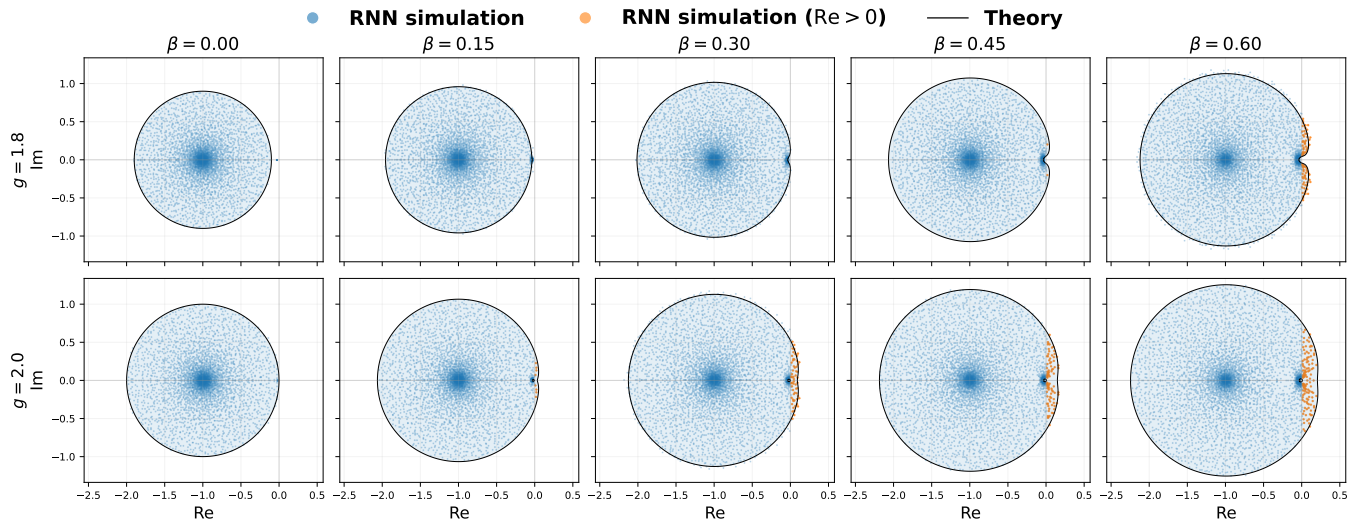 RNN simulation RNN simulation (Re > 0) Theory
β = 0.00 β = 0.15 β = 0.30 β = 0.45 β = 0.60
g = 1.8
Im
1.0
0.5
0.0
−0.5
−1.0
g = 2.0
Im
1.0
0.5
0.0
−0.5
−1.0
−2.5 −2.0 −1.5 −1.0 −0.5 0.0 0.5 −2.5 −2.0 −1.5 −1.0 −0.5 0.0 0.5 −2.5 −2.0 −1.5 −1.0 −0.5 0.0 0.5 −2.5 −2.0 −1.5 −1.0 −0.5 0.0 0.5 −2.5 −2.0 −1.5 −1.0 −0.5 0.0 0.5
Re Re Re Re Re